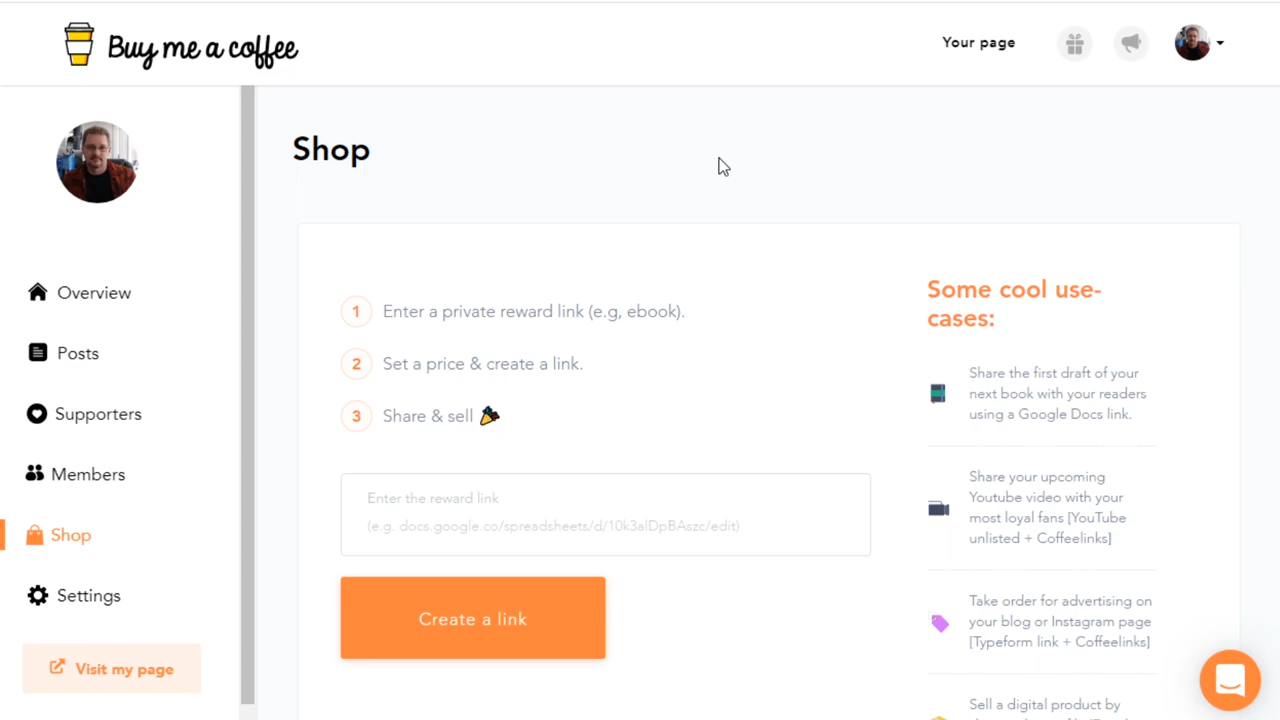 Buy me a coffee
Your page
Overview
Posts
Supporters
Members
Shop
Settings
Visit my page
Shop
1 Enter a private reward link (e.g, ebook).
2 Set a price & create a link.
3 Share & sell
Enter the reward link
(e.g. docs.google.co/spreadsheets/d/10k3alDpBAszc/edit)
Create a link
Some cool use-
cases:
Share the first draft of your
next book with your readers
using a Google Docs link.
Share your upcoming
Youtube video with your
most loyal fans [YouTube
unlisted + Coffeelinks]
Take order for advertising on
your blog or Instagram page
[Typeform link + Coffeelinks]
Sell a digital product by